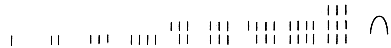 𓏺 𓏻 𓏼 𓏽 𓏾 𓏿 𓐀 𓐁 𓐂 𓎆